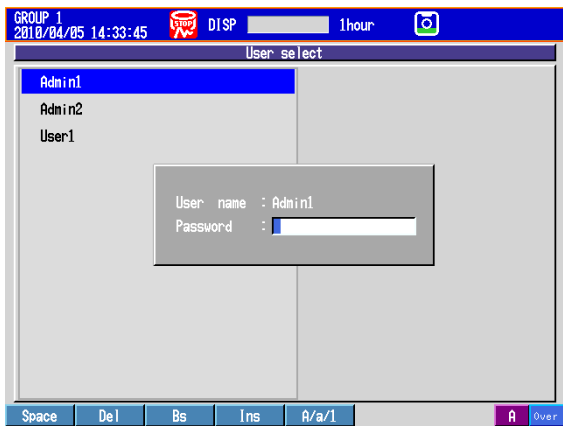 GROUP 1
2010/04/05 14:33:45 STOP DISP 1hour
User select
Admin1
Admin2
User1
User name : Admin1
Password :
Space Del Bs Ins A/a/1 A Over